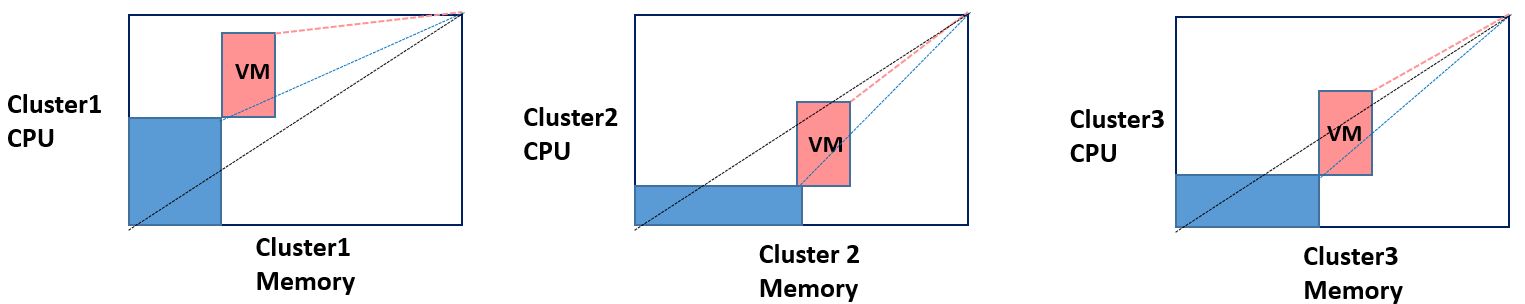 Cluster1
CPU
VM
Cluster1
Memory
Cluster2
CPU
VM
Cluster 2
Memory
Cluster3
CPU
VM
Cluster3
Memory